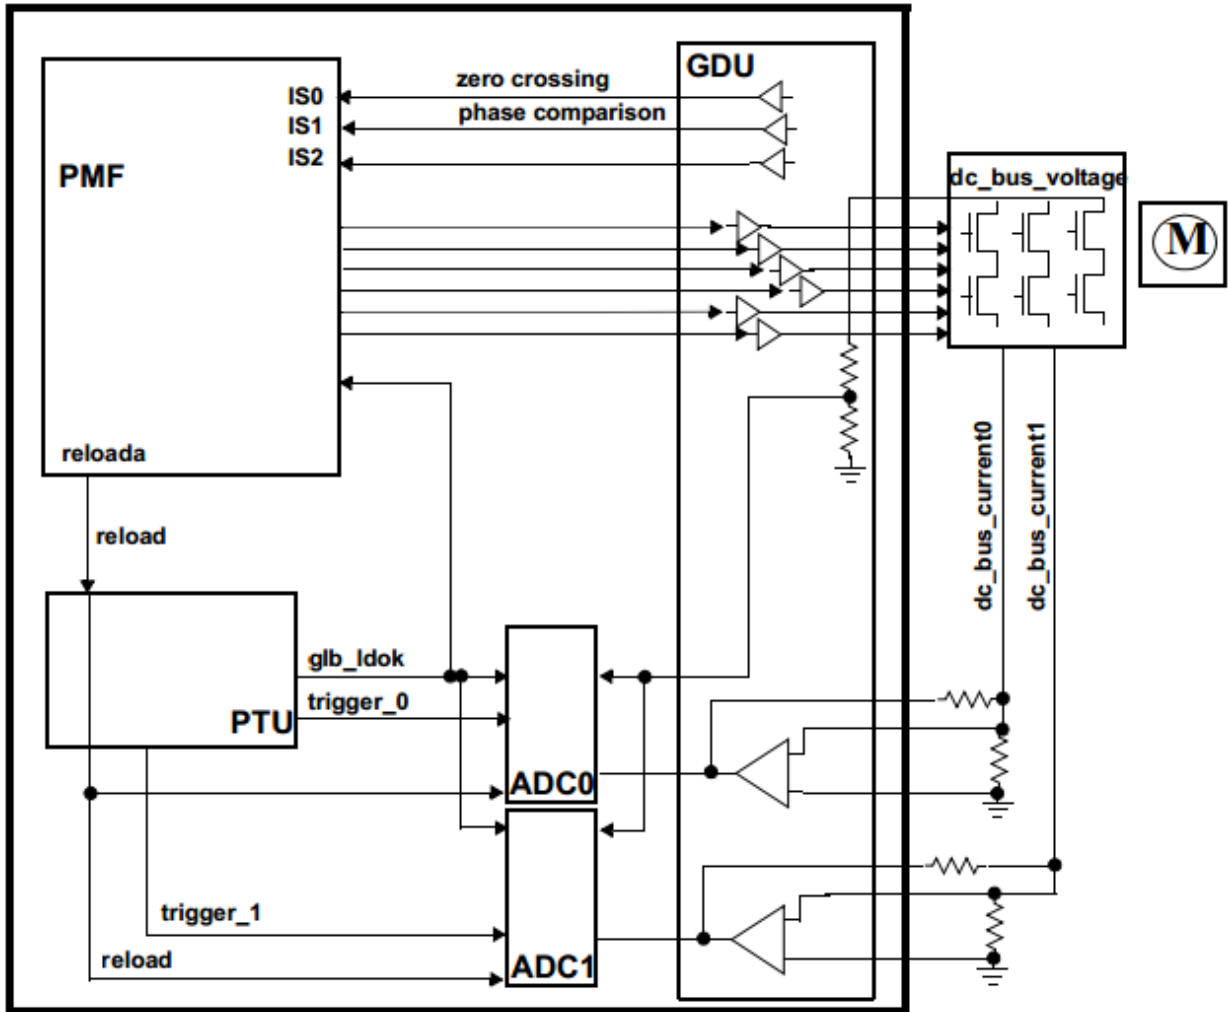 GDU
zero crossing
IS0
phase comparison
IS1
IS2
PMF
dc_bus_voltage
M
reloada
dc_bus_current0
dc_bus_current1
reload
glb_ldok
trigger_0
PTU
ADC0
trigger_1
reload
ADC1